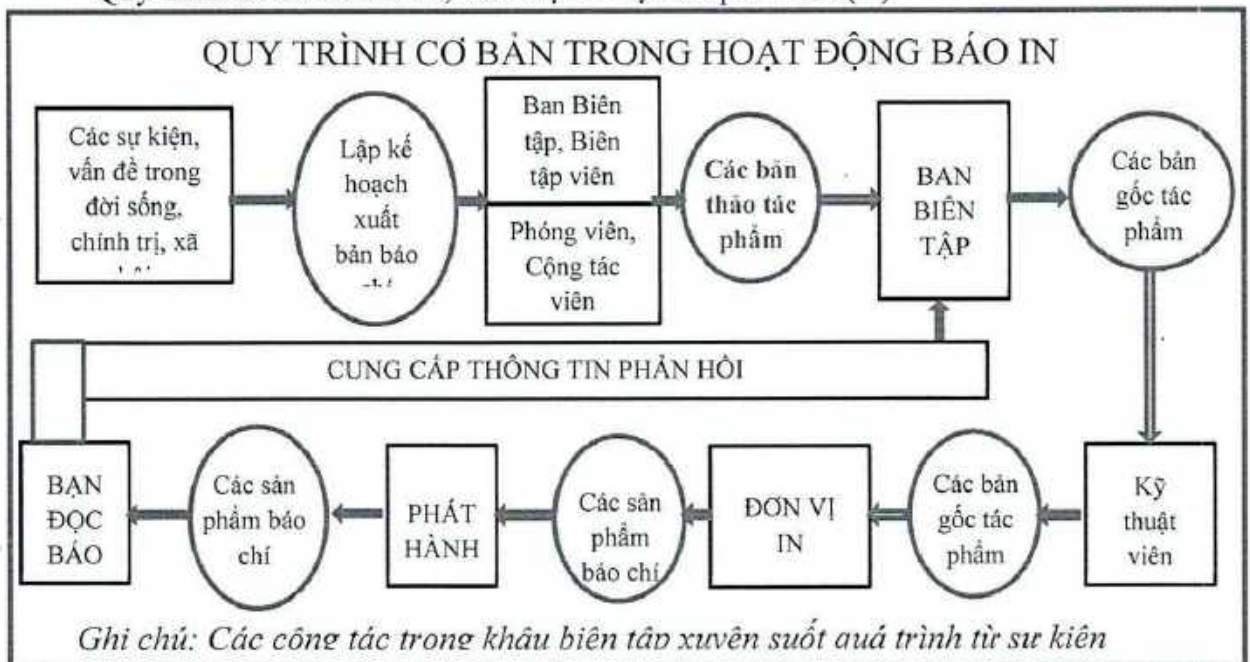 QUY TRÌNH CƠ BẢN TRONG HOẠT ĐỘNG BÁO IN
Các sự kiện,
vấn đề trong
đời sống,
chính trị, xã
Lập kế
hoạch
xuất
bản báo
Ban Biên
tập, Biên
tập viên
Phóng viên,
Cộng tác
viên
Các bản
thảo tác
phẩm
BAN
BIÊN
TẬP
Các bản
gốc tác
phẩm
CUNG CẤP THÔNG TIN PHẢN HỒI
BẠN
ĐỌC
BÁO
Các sản
phẩm báo
chí
PHÁT
HÀNH
Các sản
phẩm
báo chí
ĐƠN VỊ
IN
Các bản
gốc tác
phẩm
Kỹ
thuật
viên
Ghi chú: Các công tác trong khâu biên tập xuyên suốt quá trình từ sự kiện